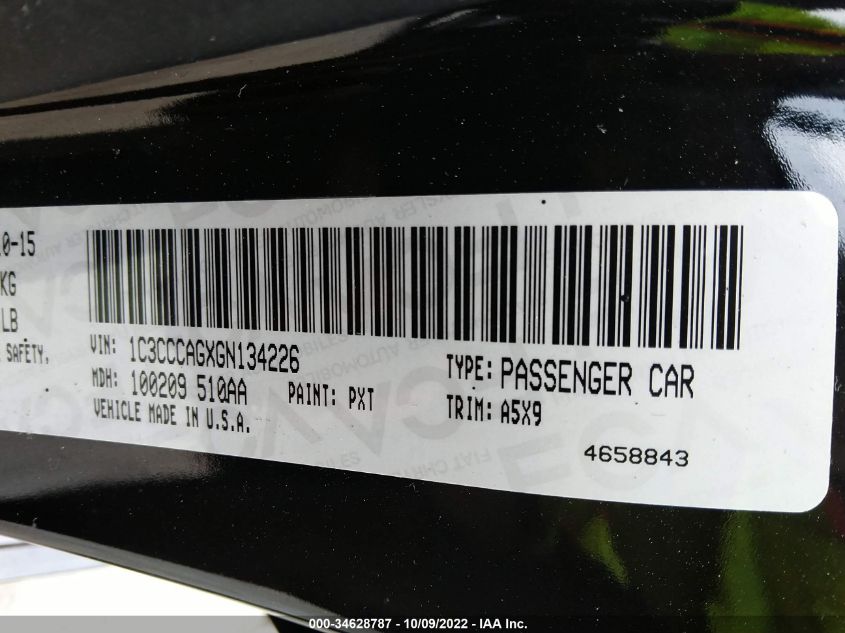 10-15
KG
LB
SAFETY,
VIN: 1C3CCCAGXGN134226
MDH: 100209 510AA
PAINT: PXT
VEHICLE MADE IN U.S.A.
TYPE: PASSENGER CAR
TRIM: A5X9
4658843
000-34628787 - 10/09/2022 - IAA Inc.